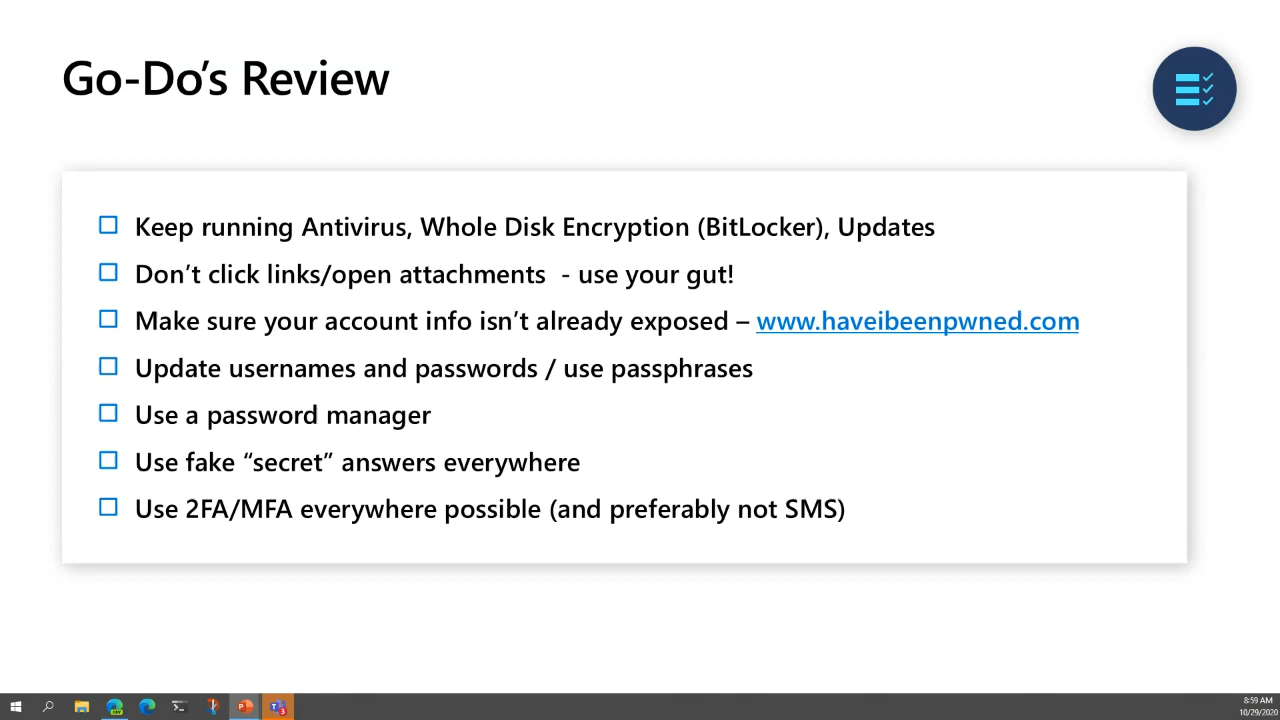 Go-Do’s Review
Keep running Antivirus, Whole Disk Encryption (BitLocker), Updates
Don’t click links/open attachments  - use your gut!
Make sure your account info isn’t already exposed – www.haveibeenpwned.com
Update usernames and passwords / use passphrases
Use a password manager
Use fake “secret” answers everywhere
Use 2FA/MFA everywhere possible (and preferably not SMS)
8:59 AM
10/29/2020